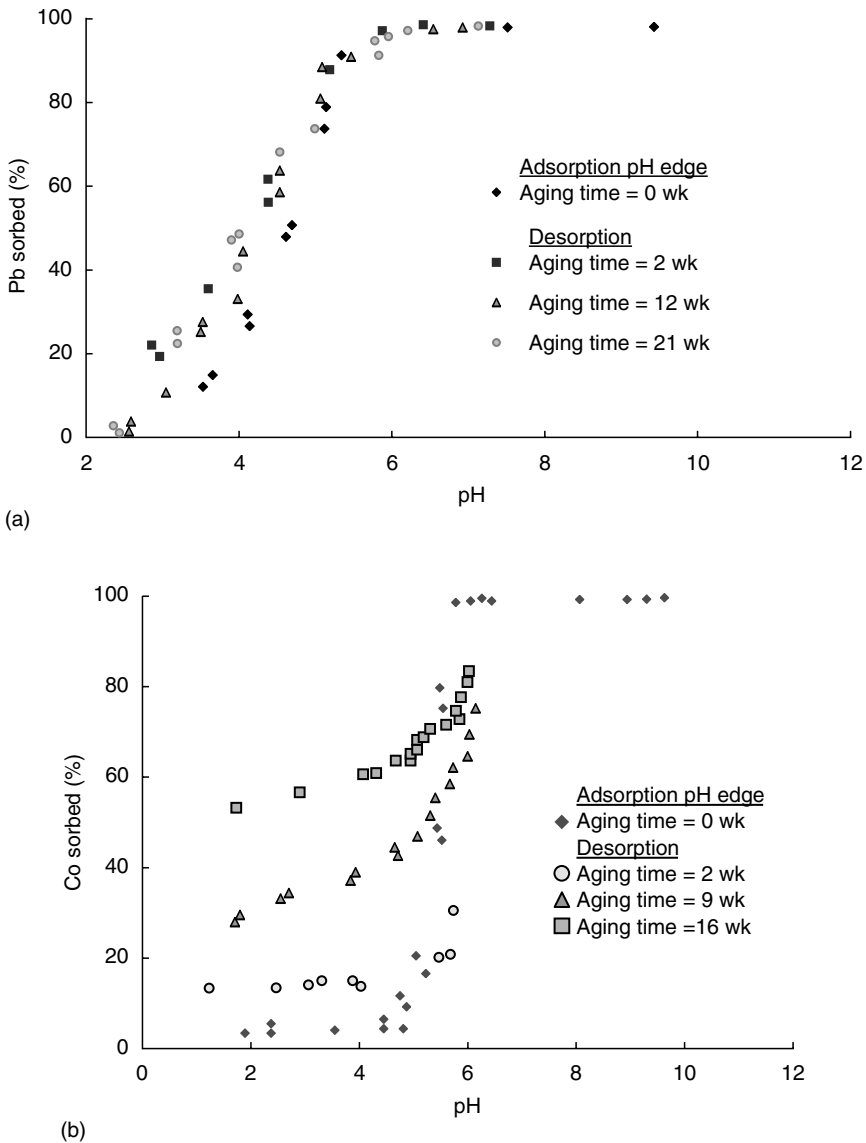 100
80
60
40
20
0
Pb sorbed (%)
2
4
6
8
10
12
pH
Adsorption pH edge
Aging time = 0 wk
Desorption
Aging time = 2 wk
Aging time = 12 wk
Aging time = 21 wk
(a)
100
80
60
40
20
0
Co sorbed (%)
0
2
4
6
8
10
12
pH
Adsorption pH edge
Aging time = 0 wk
Desorption
Aging time = 2 wk
Aging time = 9 wk
Aging time =16 wk
(b)